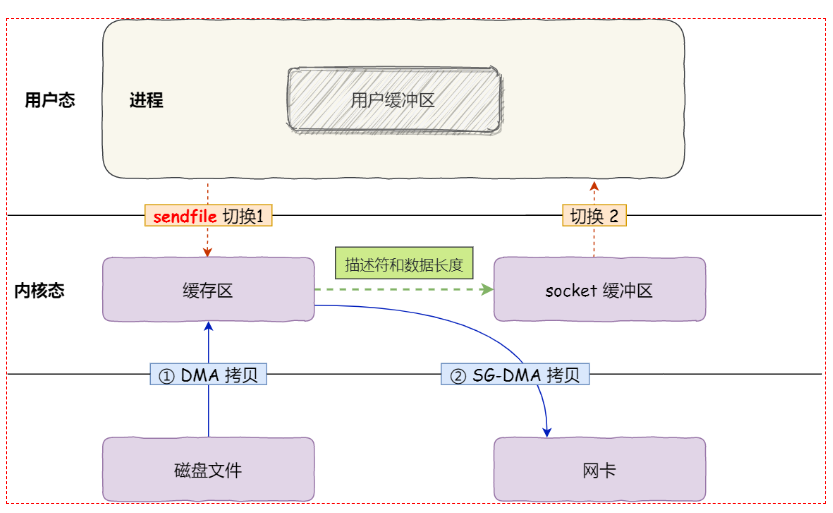 用户态
进程
用户缓冲区
sendfile 切换1
切换 2
描述符和数据长度
内核态
缓存区
socket 缓冲区
① DMA 拷贝
② SG-DMA 拷贝
磁盘文件
网卡